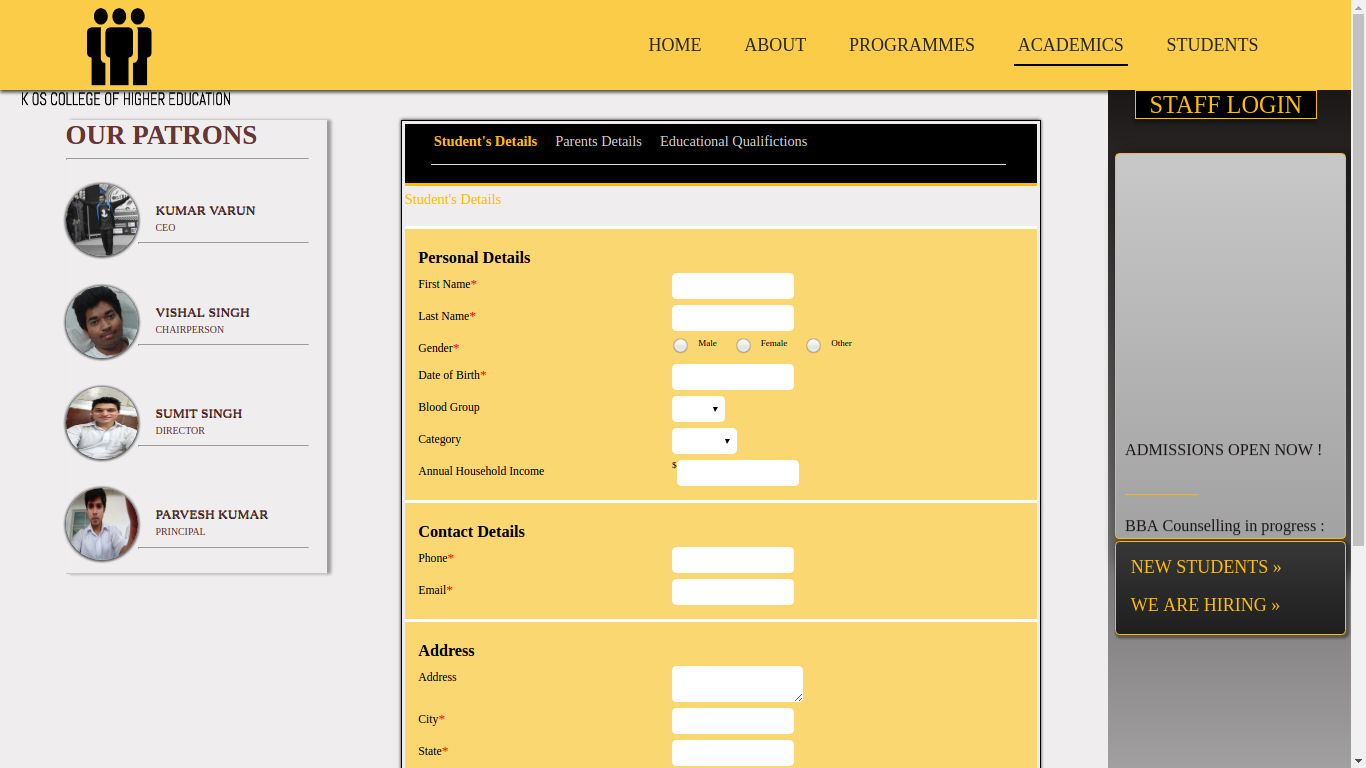 HOME ABOUT PROGRAMMES ACADEMICS STUDENTS
K OS COLLEGE OF HIGHER EDUCATION
STAFF LOGIN
OUR PATRONS
KUMAR VARUN
CEO
VISHAL SINGH
CHAIRPERSON
SUMIT SINGH
DIRECTOR
PARVESH KUMAR
PRINCIPAL
Student's Details Parents Details Educational Qualifictions
Student's Details
Personal Details
First Name*
Last Name*
Gender* Male Female Other
Date of Birth*
Blood Group
Category
Annual Household Income $
Contact Details
Phone*
Email*
Address
Address
City*
State*
ADMISSIONS OPEN NOW !
BBA Counselling in progress :
NEW STUDENTS »
WE ARE HIRING »